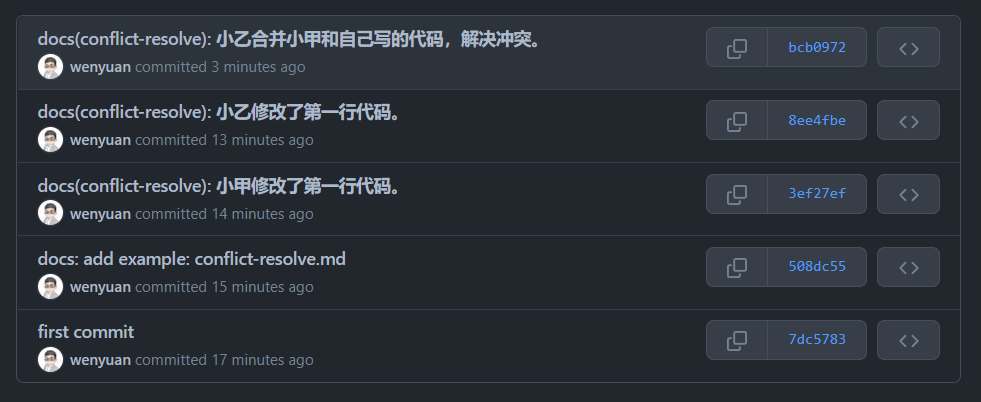 docs(conflict-resolve): 小乙合并小甲和自己写的代码，解决冲突。
bcb0972
wenyuan committed 3 minutes ago
docs(conflict-resolve): 小乙修改了第一行代码。
8ee4fbe
wenyuan committed 13 minutes ago
docs(conflict-resolve): 小甲修改了第一行代码。
3ef27ef
wenyuan committed 14 minutes ago
docs: add example: conflict-resolve.md
508dc55
wenyuan committed 15 minutes ago
first commit
7dc5783
wenyuan committed 17 minutes ago